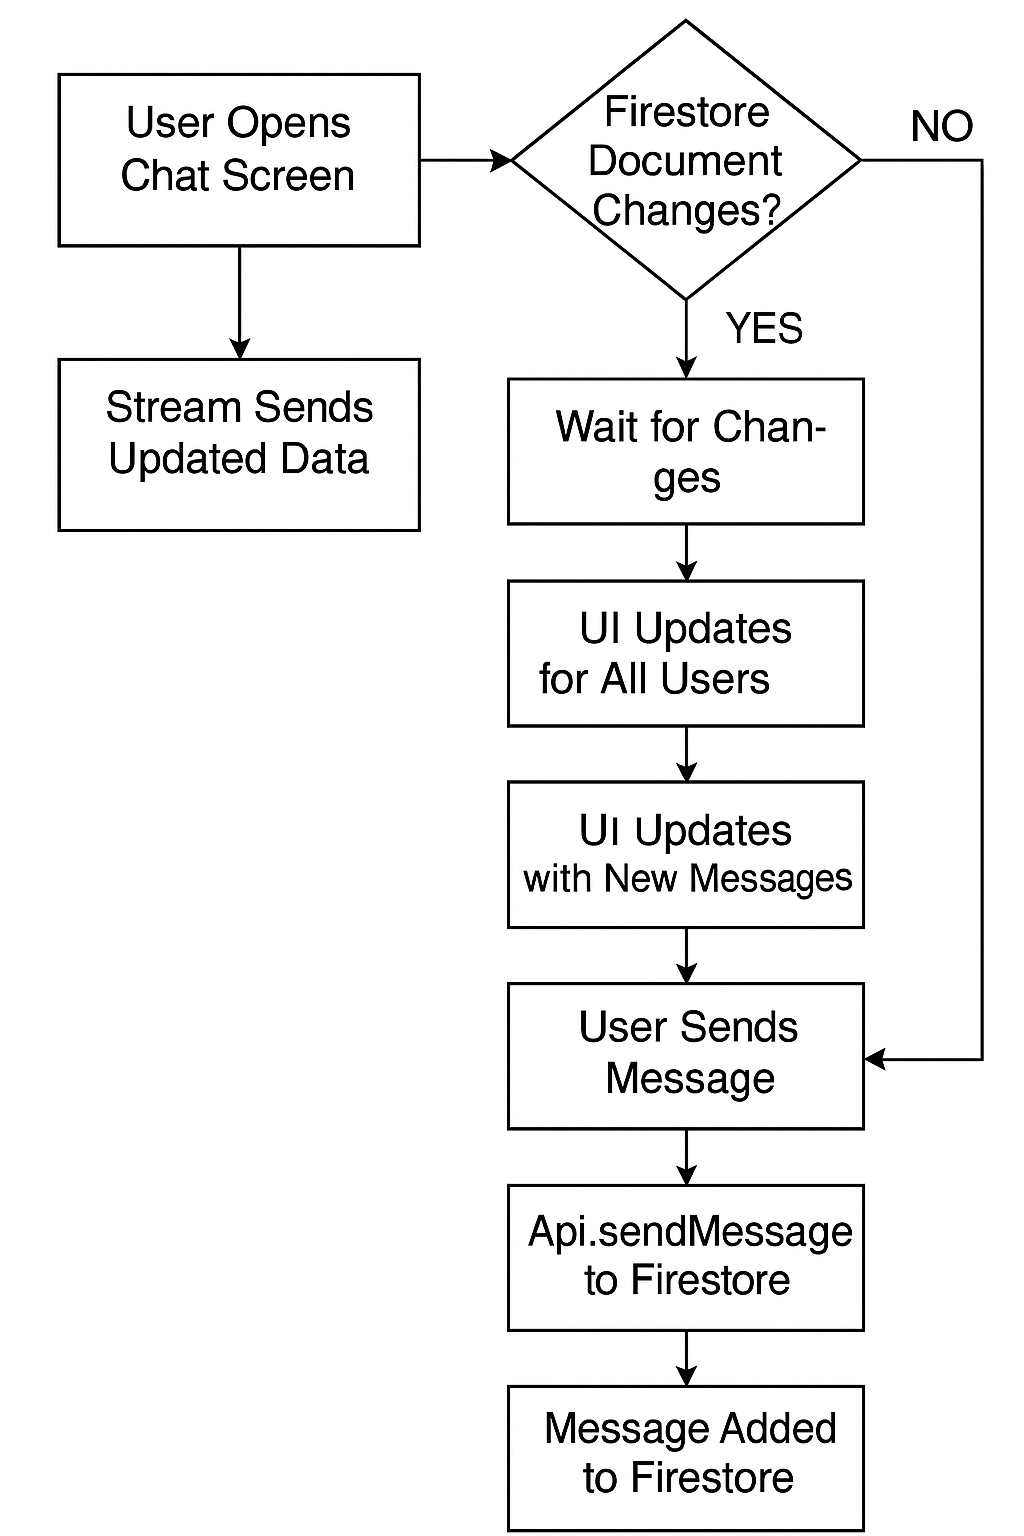 User Opens
Chat Screen
Firestore
Document
Changes?
NO
YES
Stream Sends
Updated Data
Wait for Chan-
ges
UI Updates
for All Users
UI Updates
with New Messages
User Sends
Message
Api.sendMessage
to Firestore
Message Added
to Firestore